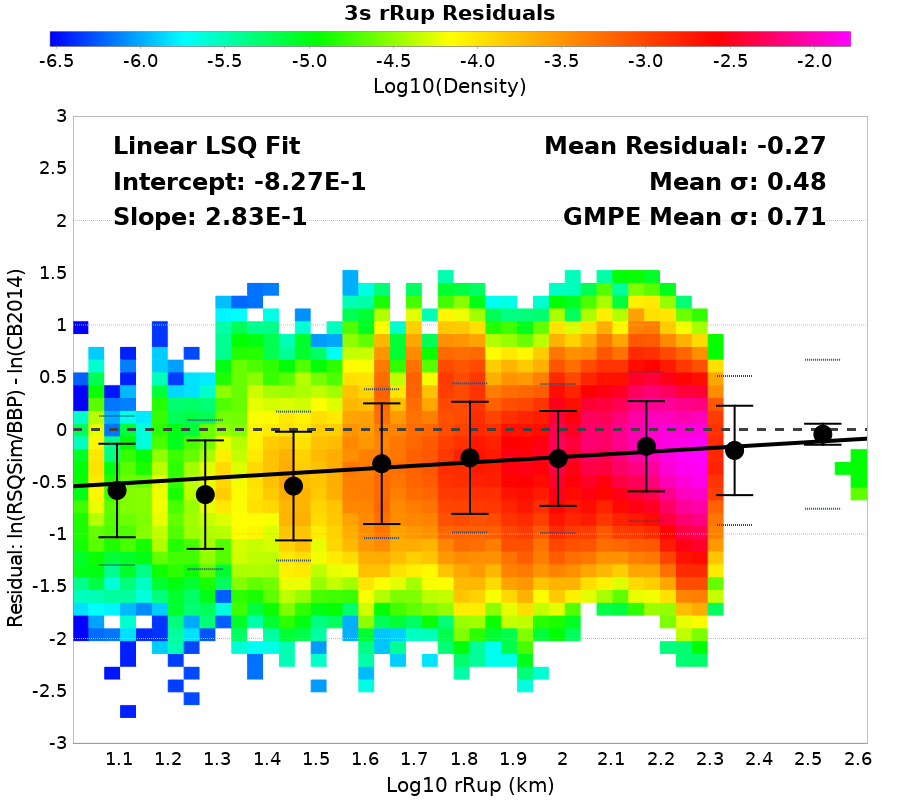 3s rRup Residuals
-6.5 -6.0 -5.5 -5.0 -4.5 -4.0 -3.5 -3.0 -2.5 -2.0
Log10(Density)
Linear LSQ Fit
Intercept: -8.27E-1
Slope: 2.83E-1
Mean Residual: -0.27
Mean σ: 0.48
GMPE Mean σ: 0.71
Residual: ln(RSQSim/BBP) - ln(CB2014)
3
2.5
2
1.5
1
0.5
0
-0.5
-1
-1.5
-2
-2.5
-3
1.1 1.2 1.3 1.4 1.5 1.6 1.7 1.8 1.9 2 2.1 2.2 2.3 2.4 2.5 2.6
Log10 rRup (km)